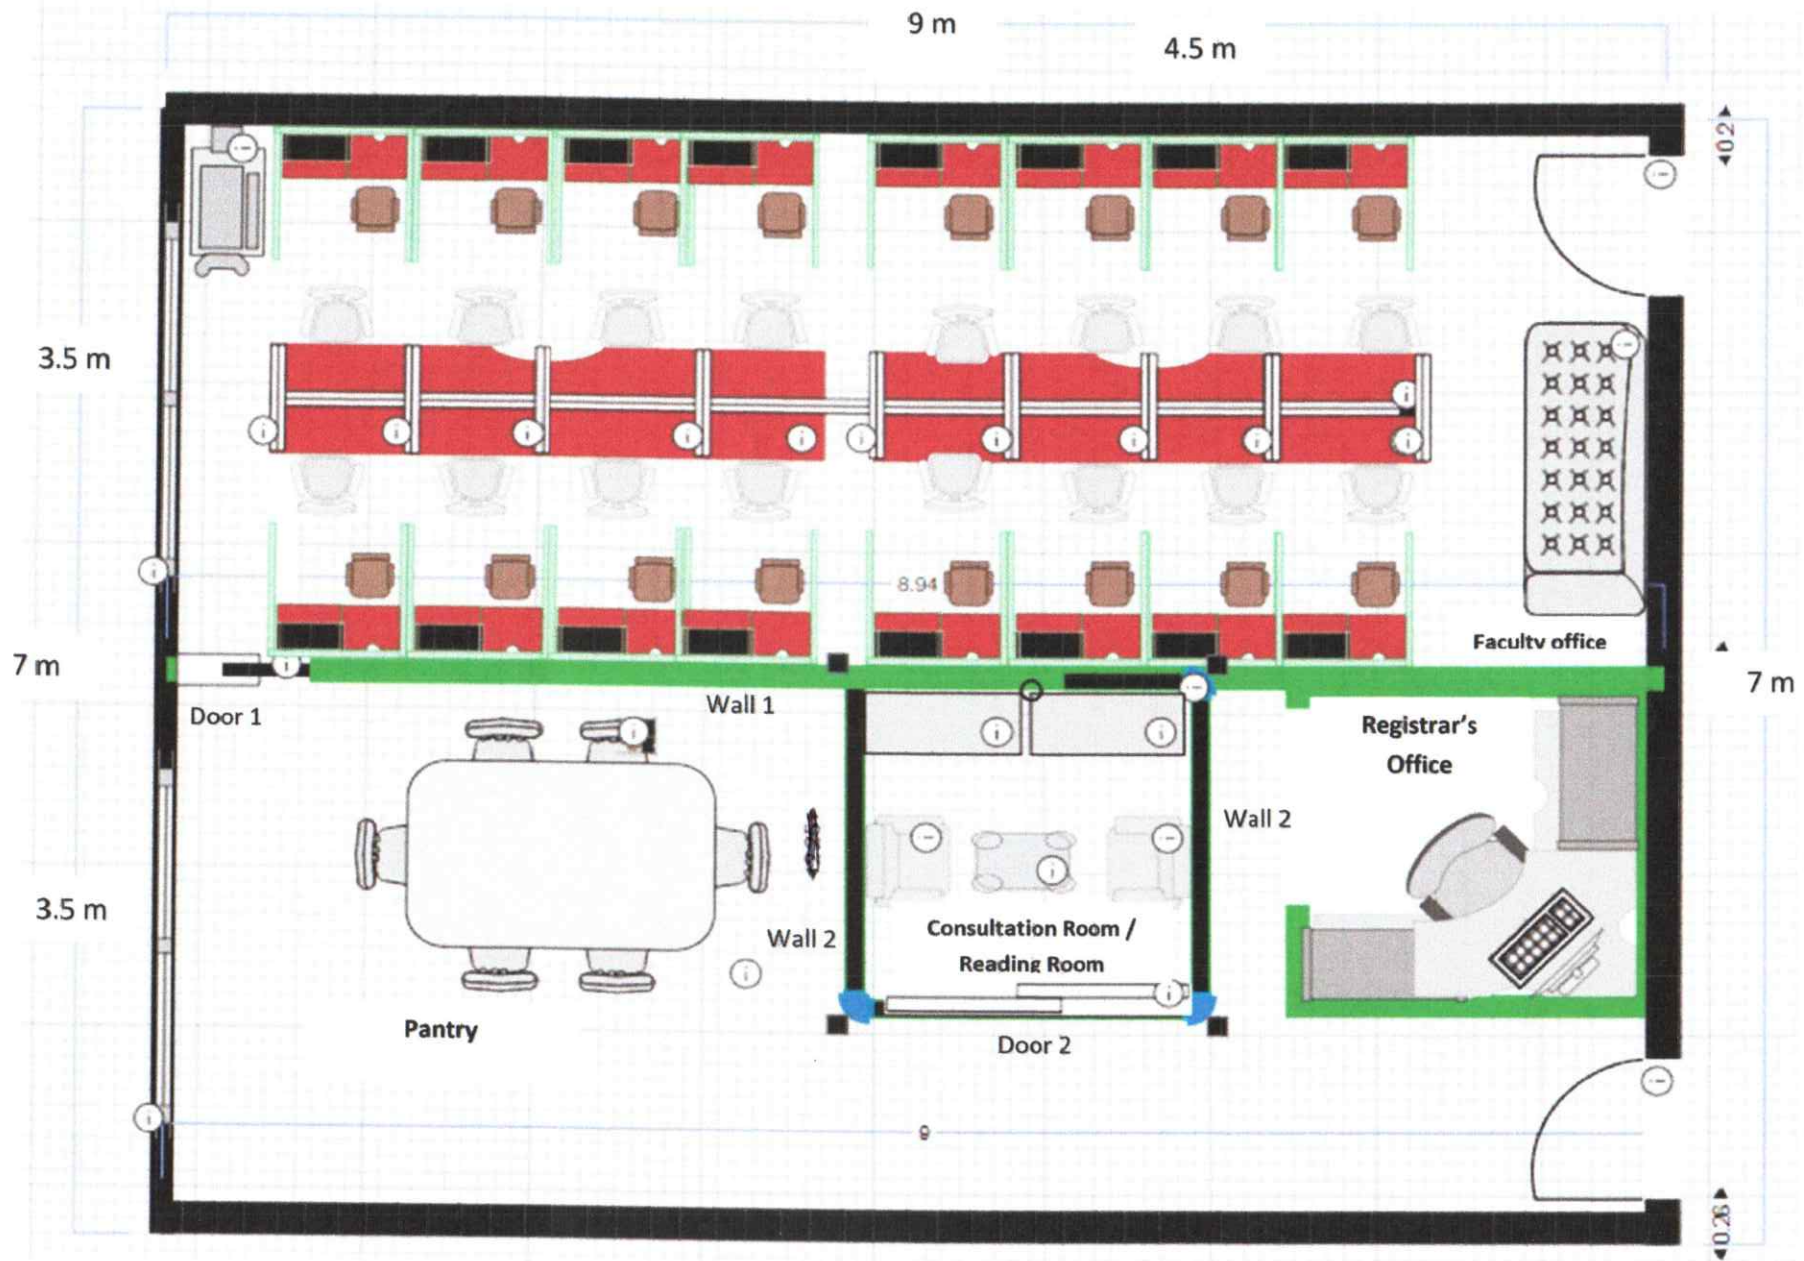 9 m
4.5 m
0.2
3.5 m
8.94
Faculty office
7 m
7 m
Door 1
Wall 1
Registrar's
Office
Wall 2
3.5 m
Wall 2
Consultation Room /
Reading Room
Pantry
Door 2
9
0.26